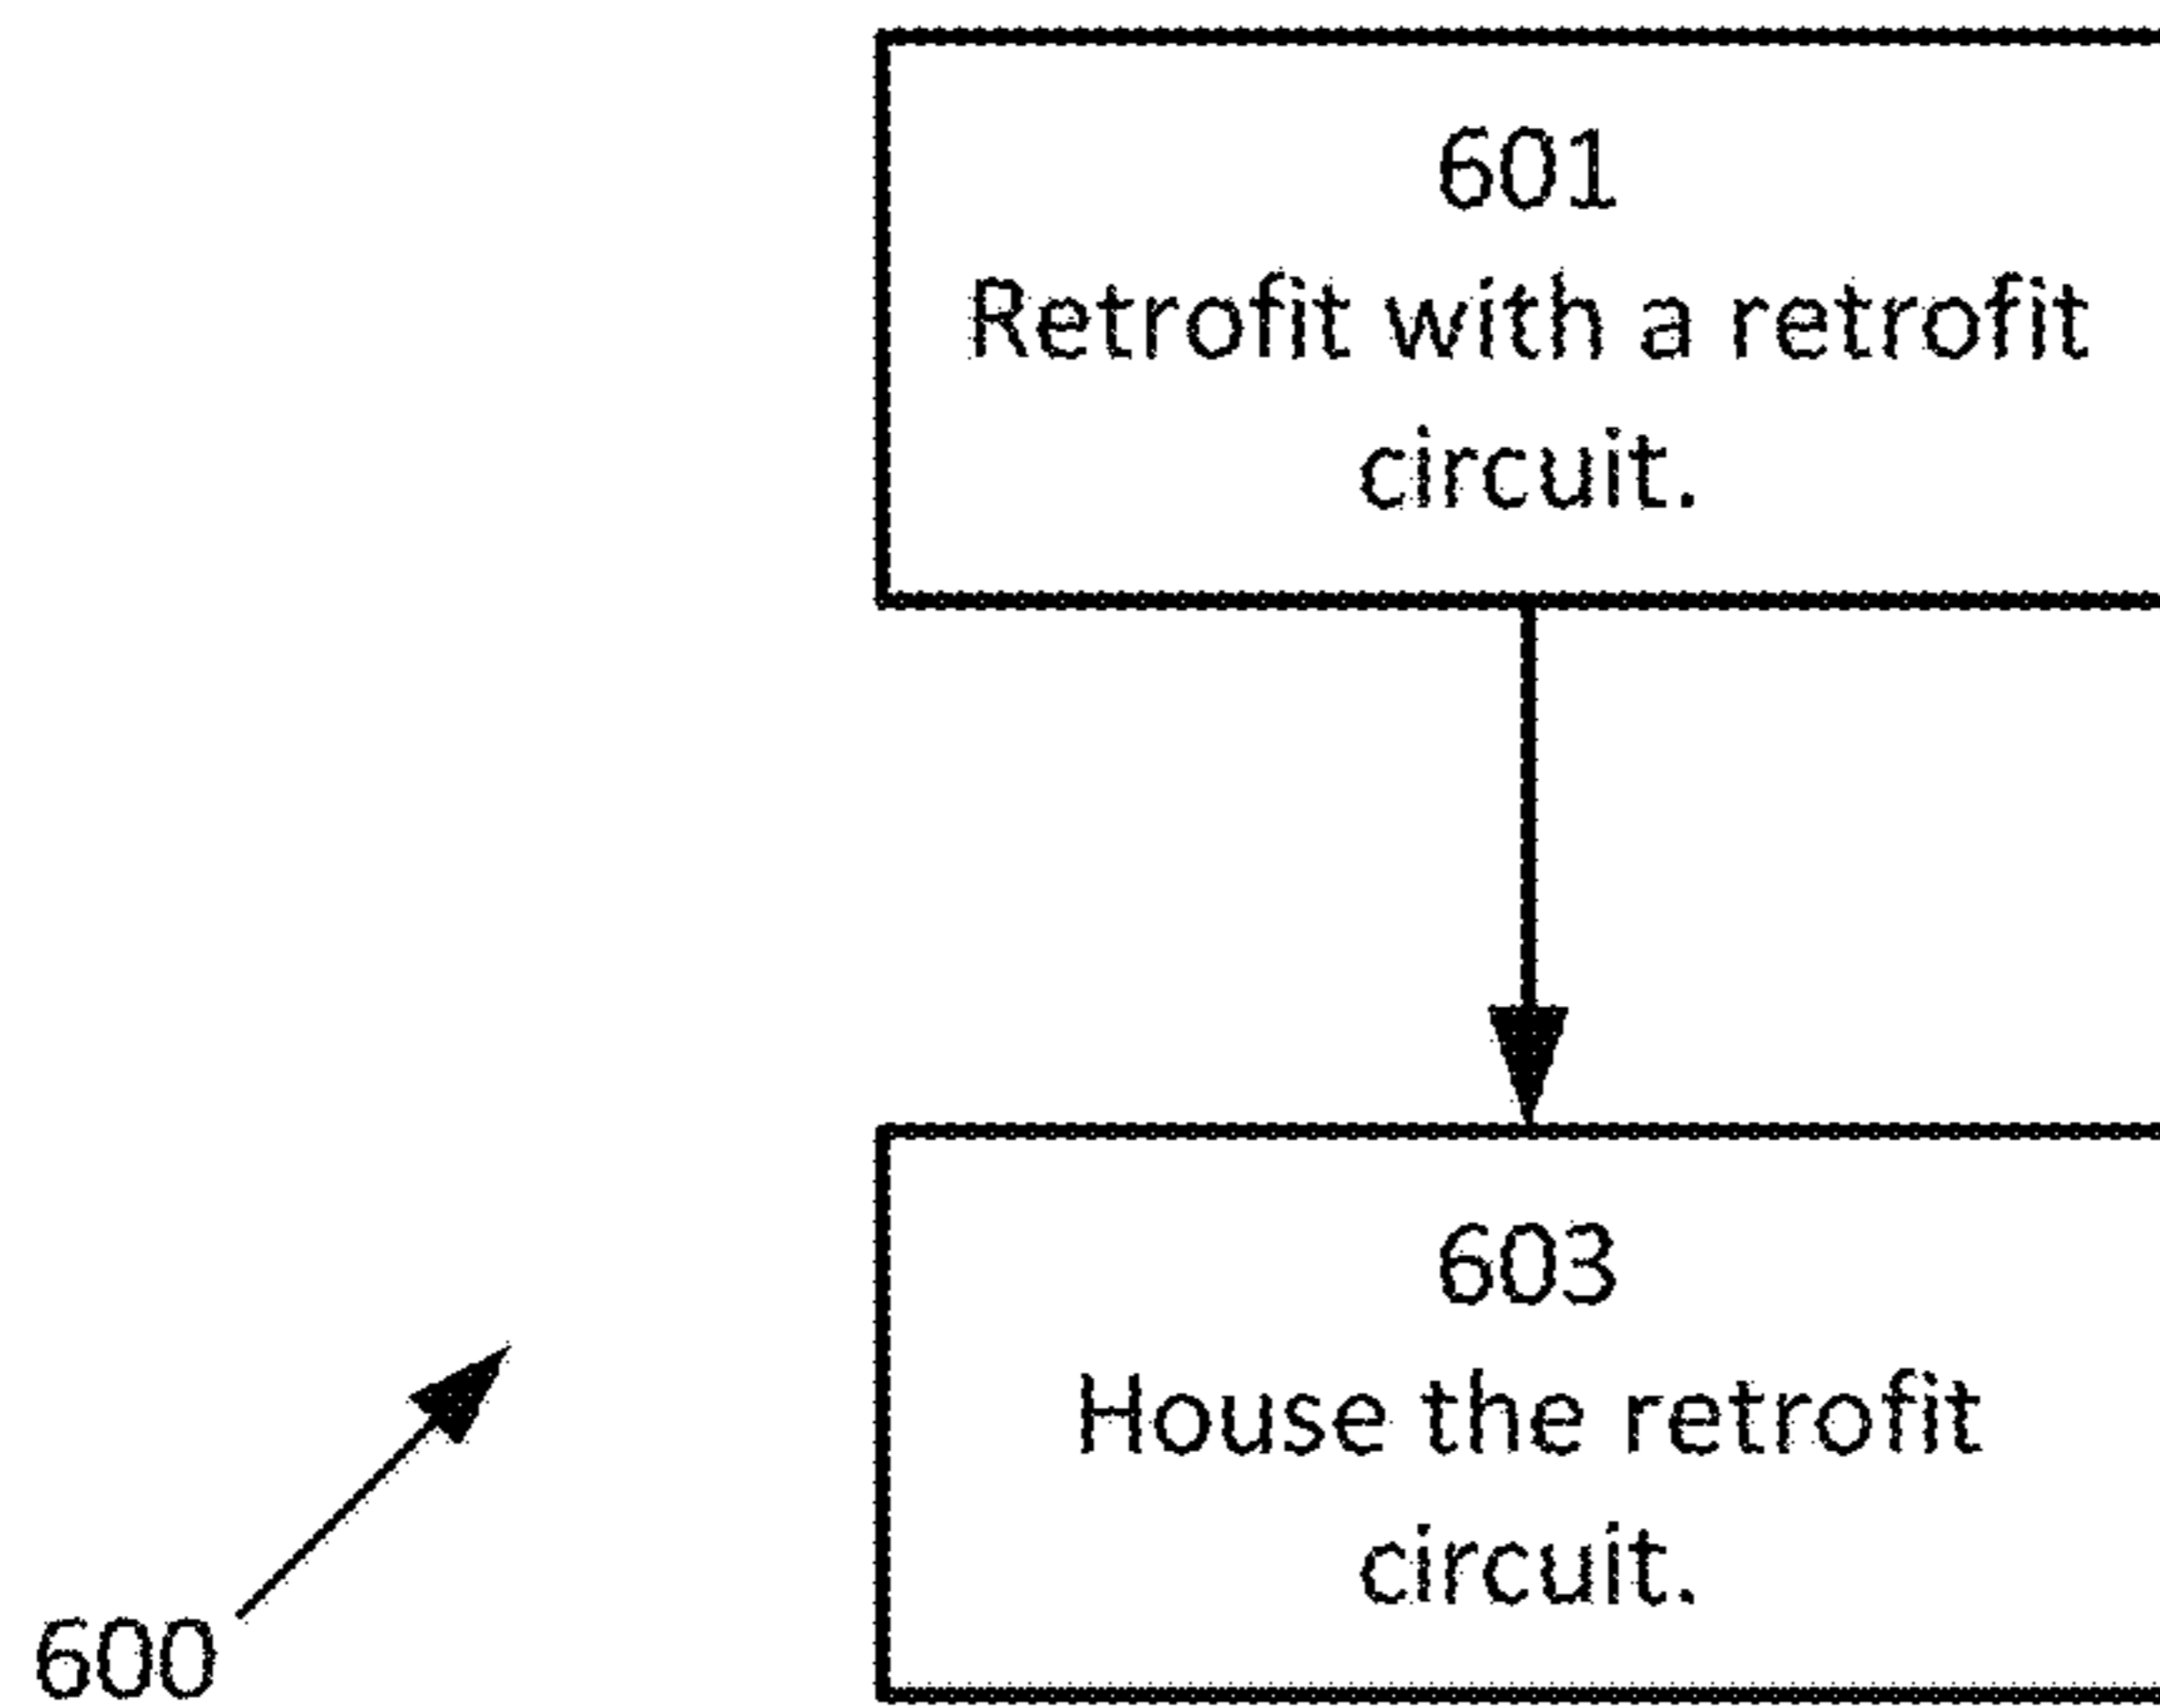 601
Retrofit with a retrofit
circuit.
603
House the retrofit
circuit.
600